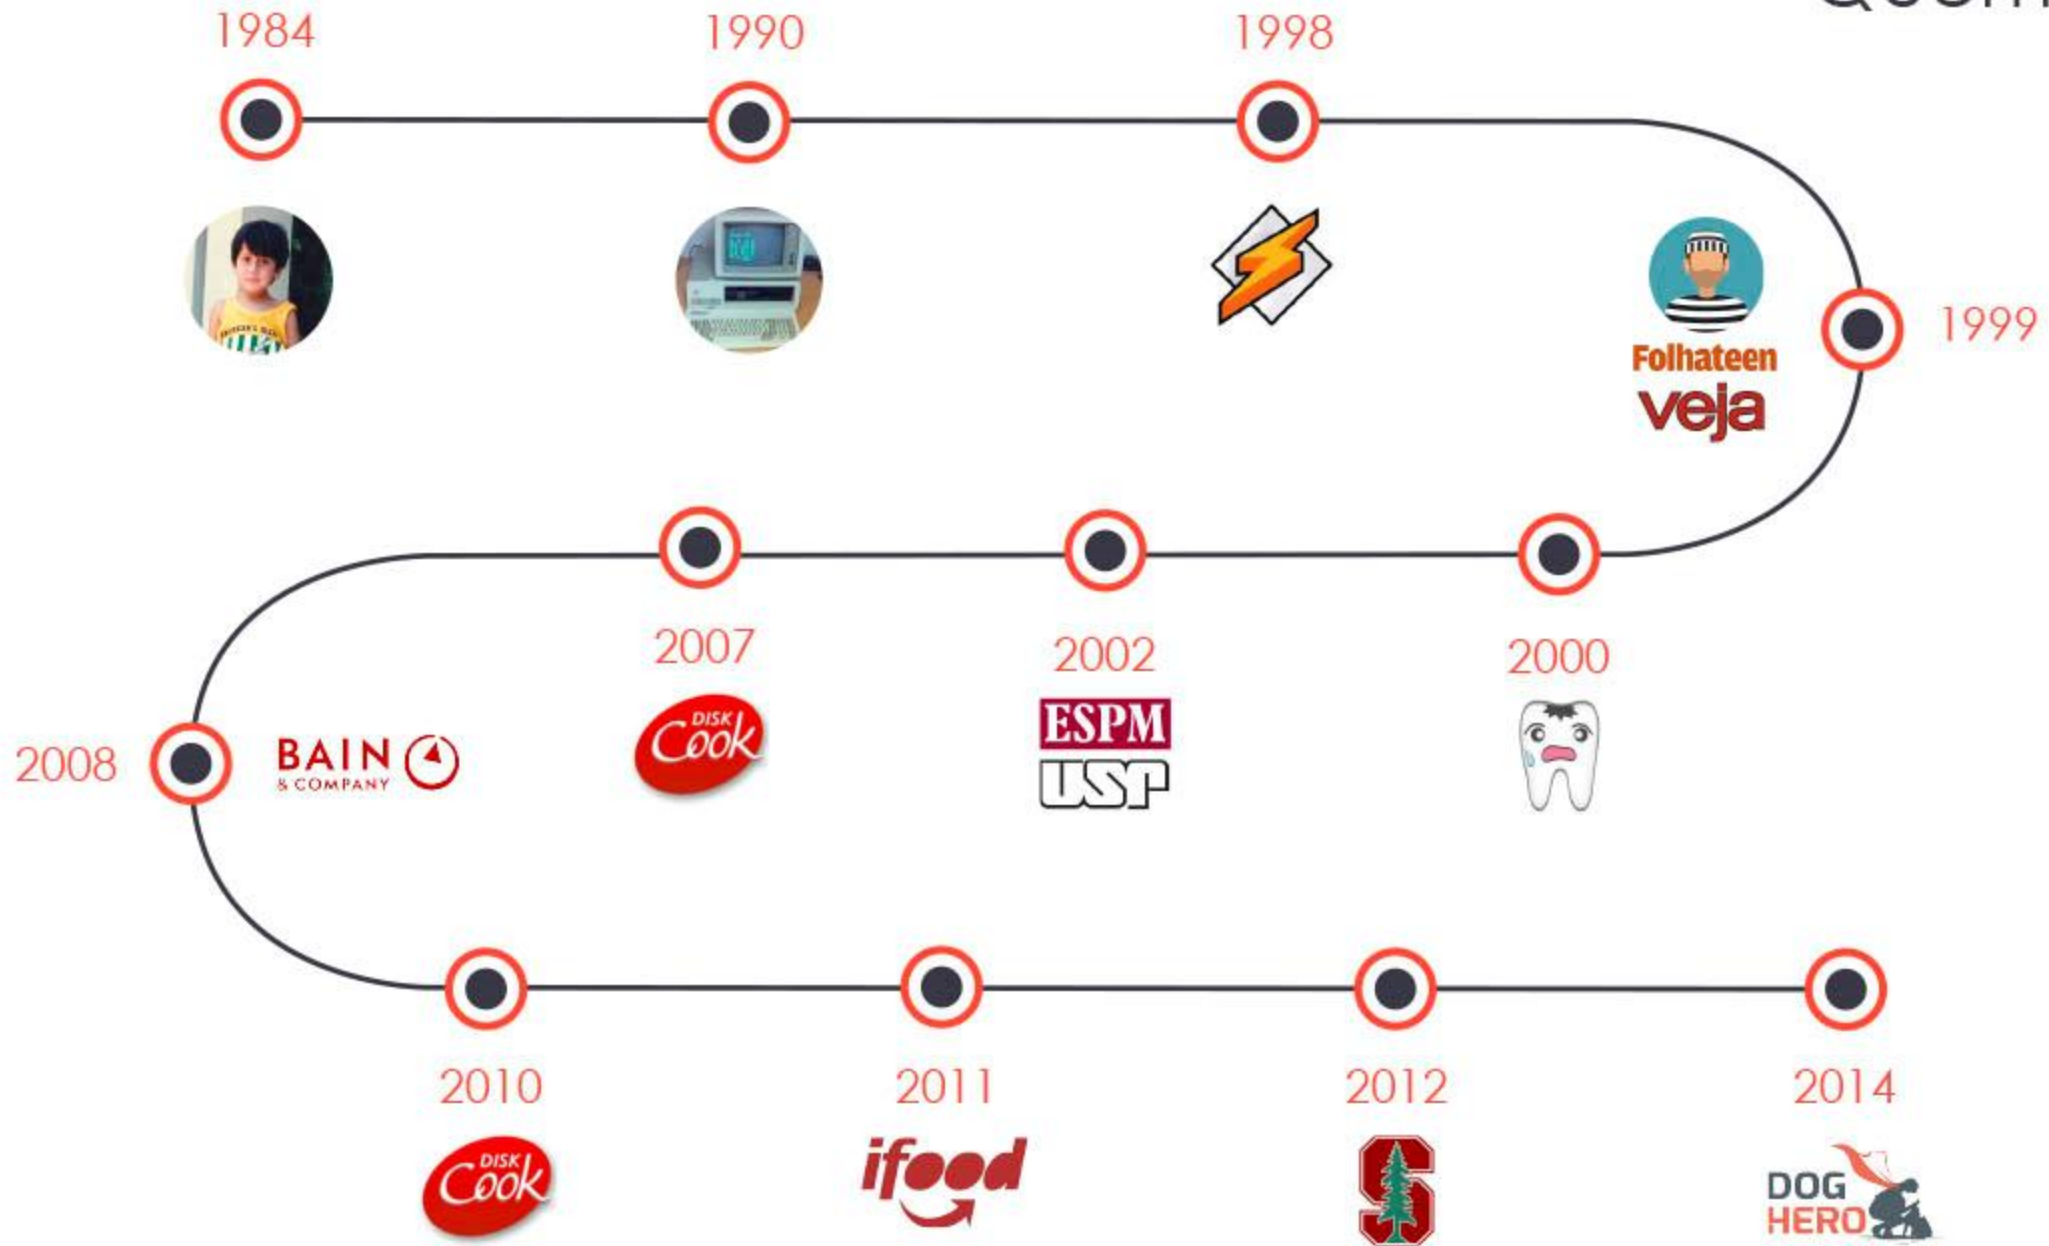 1984
1990
1998
1999
Folhateen
veja
2007
2002
2000
DISK
Cook
ESPM
USP
2008
BAIN
& COMPANY
2010
2011
2012
2014
DISK
Cook
ifood
S
DOG
HERO